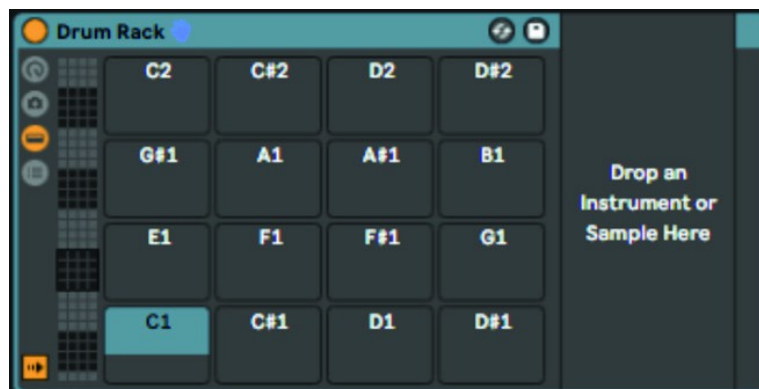 Drum Rack
C2 C#2 D2 D#2
G#1 A1 A#1 B1
E1 F1 F#1 G1
C1 C#1 D1 D#1
Drop an
Instrument or
Sample Here